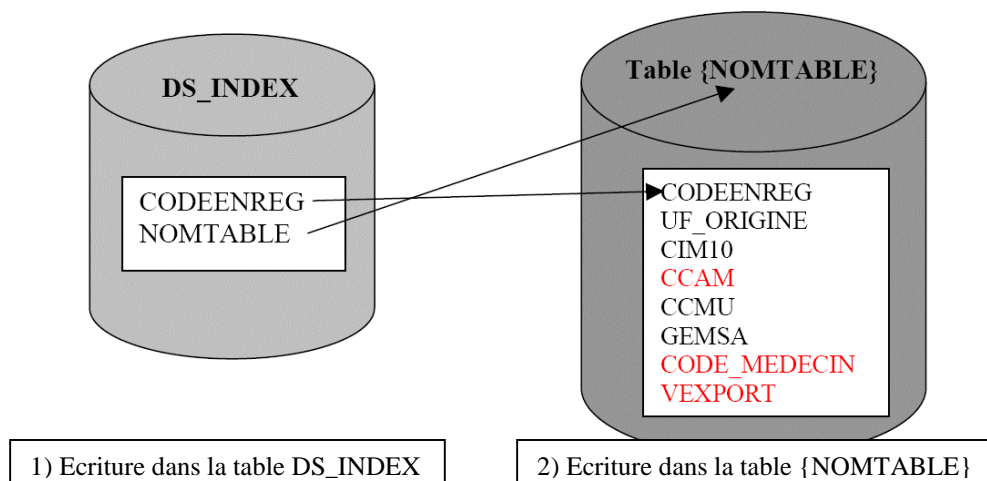 DS_INDEX
CODEENREG
NOMTABLE
Table {NOMTABLE}
CODEENREG
UF_ORIGINE
CIM10
CCAM
CCMU
GEMSA
CODE_MEDECIN
VEXPORT
1) Ecriture dans la table DS_INDEX
2) Ecriture dans la table {NOMTABLE}